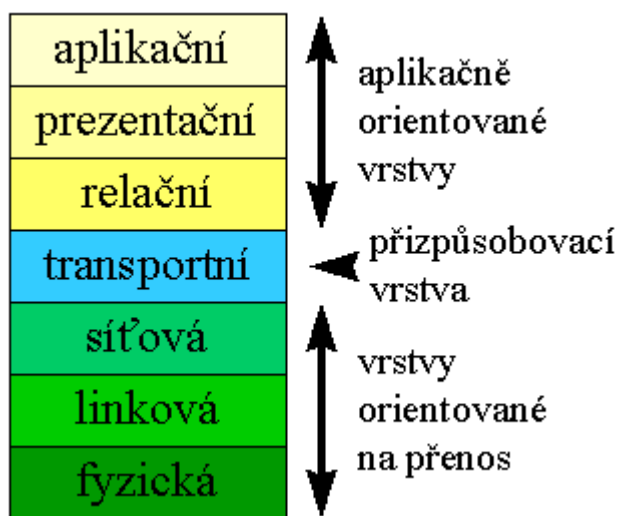 aplikační
prezentační
relační
transportní
síťová
linková
fyzická
aplikačně
orientované
vrstvy
přizpůsobovací
vrstva
vrstvy
orientované
na přenos